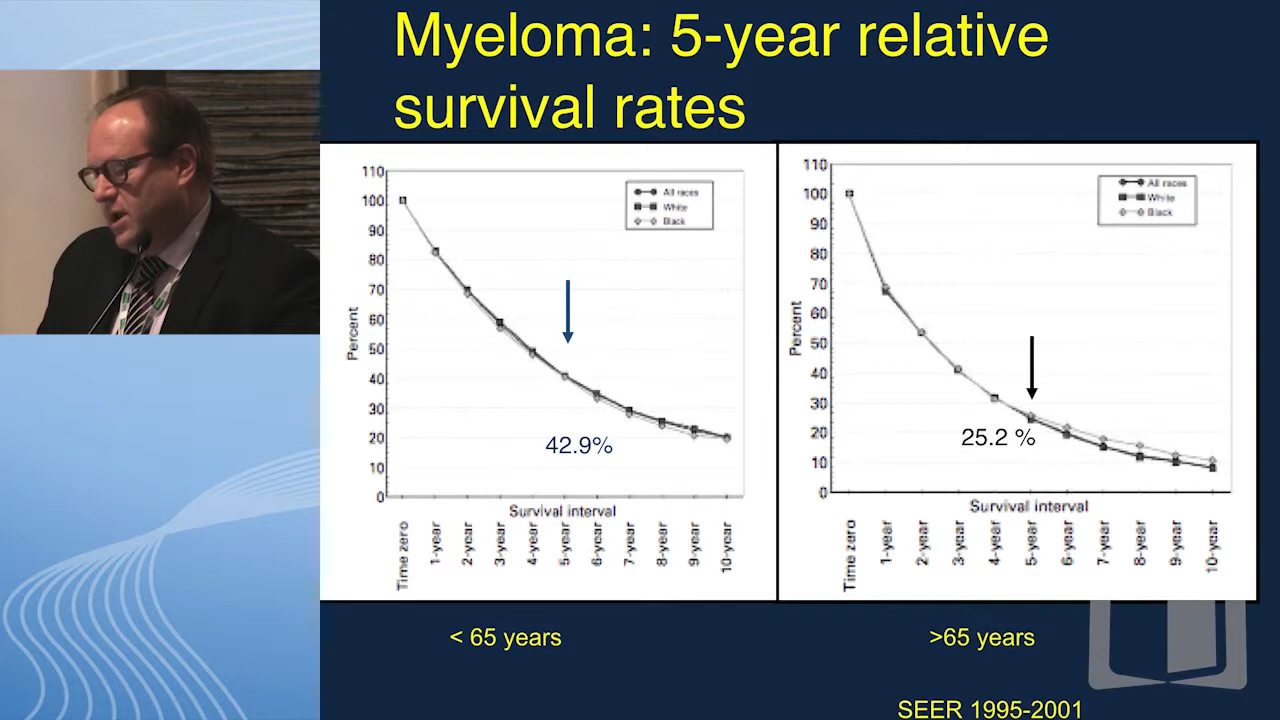 Myeloma: 5-year relative
survival rates
110
100
90
80
70
60
50
40
30
20
10
0
Percent
All races
White
Black
42.9%
Survival interval
Time zero
1-year
2-year
3-year
4-year
5-year
6-year
7-year
8-year
9-year
10-year
< 65 years
110
100
90
80
70
60
50
40
30
20
10
0
Percent
All races
White
Black
25.2 %
Survival interval
Time zero
1-year
2-year
3-year
4-year
5-year
6-year
7-year
8-year
9-year
10-year
>65 years
SEER 1995-2001